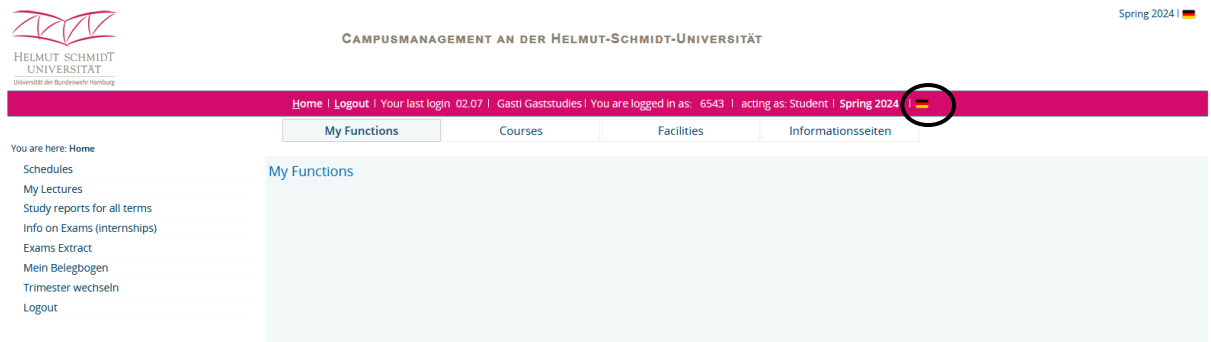 Spring 2024 |
CAMPUSMANAGEMENT AN DER HELMUT-SCHMIDT-UNIVERSITÄT
HELMUT SCHMIDT
UNIVERSITÄT
Universität der Bundeswehr Hamburg
Home | Logout | Your last login 02.07 | Gasti Gaststudies | You are logged in as: 6543 | acting as: Student | Spring 2024 |
My Functions Courses Facilities Informationsseiten
You are here: Home
Schedules
My Functions
My Lectures
Study reports for all terms
Info on Exams (internships)
Exams Extract
Mein Belegbogen
Trimester wechseln
Logout